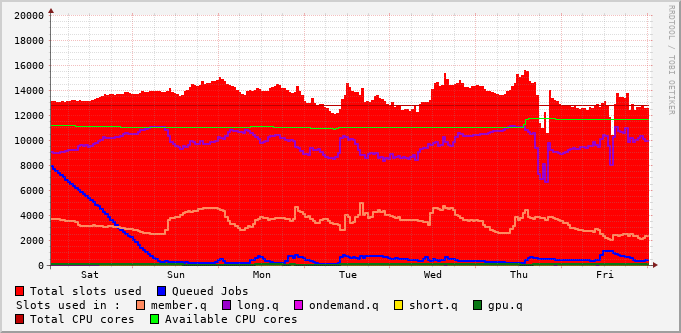 20000
18000
16000
14000
12000
10000
8000
6000
4000
2000
0
Sat Sun Mon Tue Wed Thu Fri
RRDTOOL / TOBI OETIKER
Total slots used Queued Jobs
Slots used in : member.q long.q ondemand.q short.q gpu.q
Total CPU cores Available CPU cores